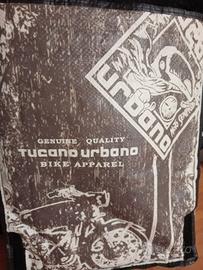 urbano
GENUINE QUALITY
Tucano urbano
BIKE APPAREL